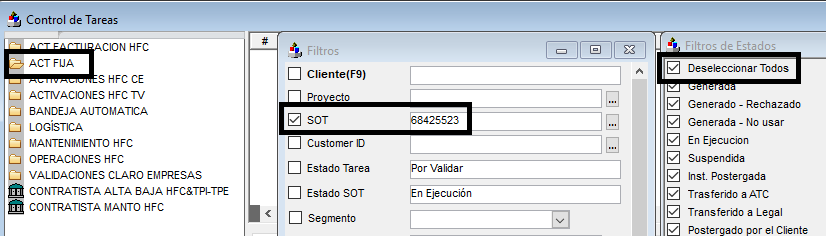 Control de Tareas
ACT FACTURACION HFC
ACT FIJA
ACTIVACIONES HFC CE
ACTIVACIONES HFC TV
BANDEJA AUTOMATICA
LOGÍSTICA
MANTENIMIENTO HFC
OPERACIONES HFC
VALIDACIONES CLARO EMPRESAS
CONTRATISTA ALTA BAJA HFC&TPI-TPE
CONTRATISTA MANTO HFC
#
Filtros
Cliente(F9)
Proyecto ...
SOT 68425523 ...
Customer ID ...
Estado Tarea Por Validar
Estado SOT En Ejecución
Segmento
Filtros de Estados
Deseleccionar Todos
Generada
Generado - Rechazado
Generado - No usar
En Ejecucion
Suspendida
Inst. Postergada
Trasferido a ATC
Transferido a Legal
Postergado por el Cliente